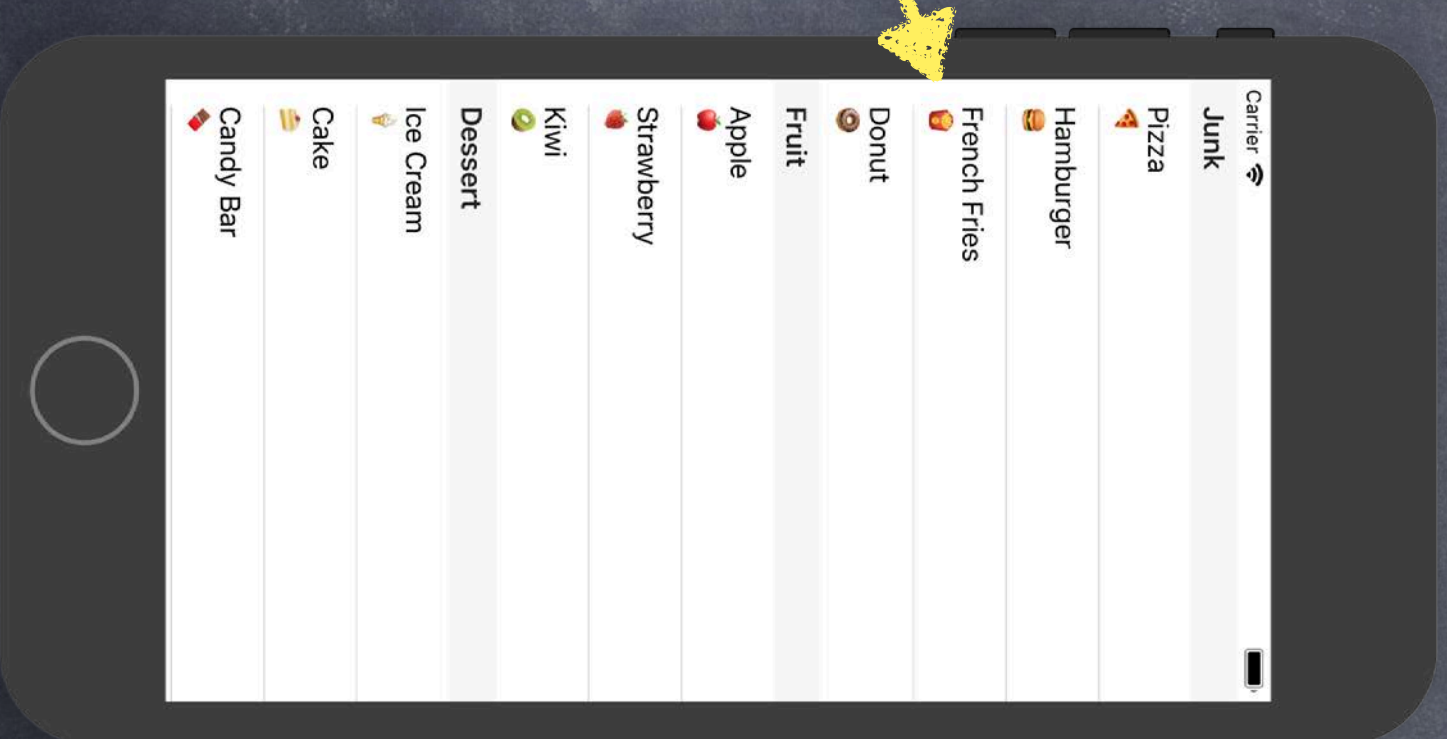 Carrier
Junk
Pizza
🍕
Hamburger
🍔
French Fries
🍟
Donut
🍩
Fruit
Apple
🍎
Strawberry
🍓
Kiwi
🥝
Dessert
Ice Cream
🍦
Cake
🍰
Candy Bar
🍫